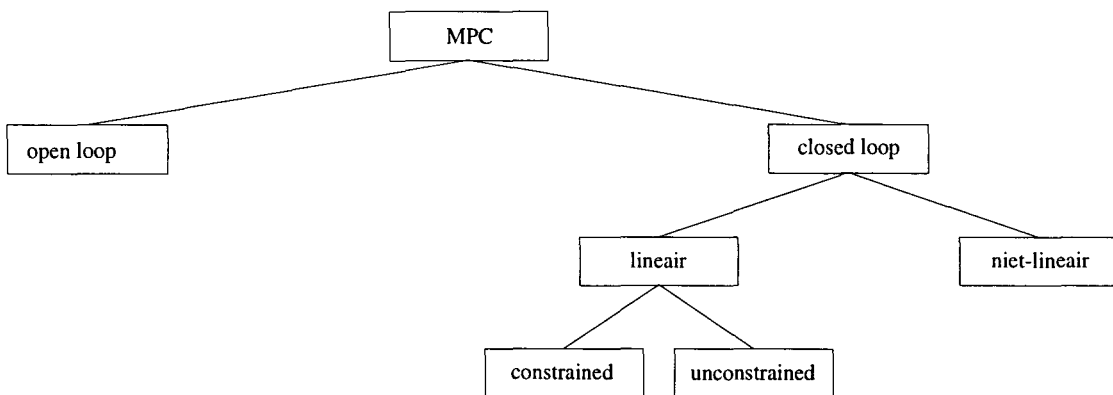 MPC
open loop
closed loop
lineair
niet-lineair
constrained
unconstrained